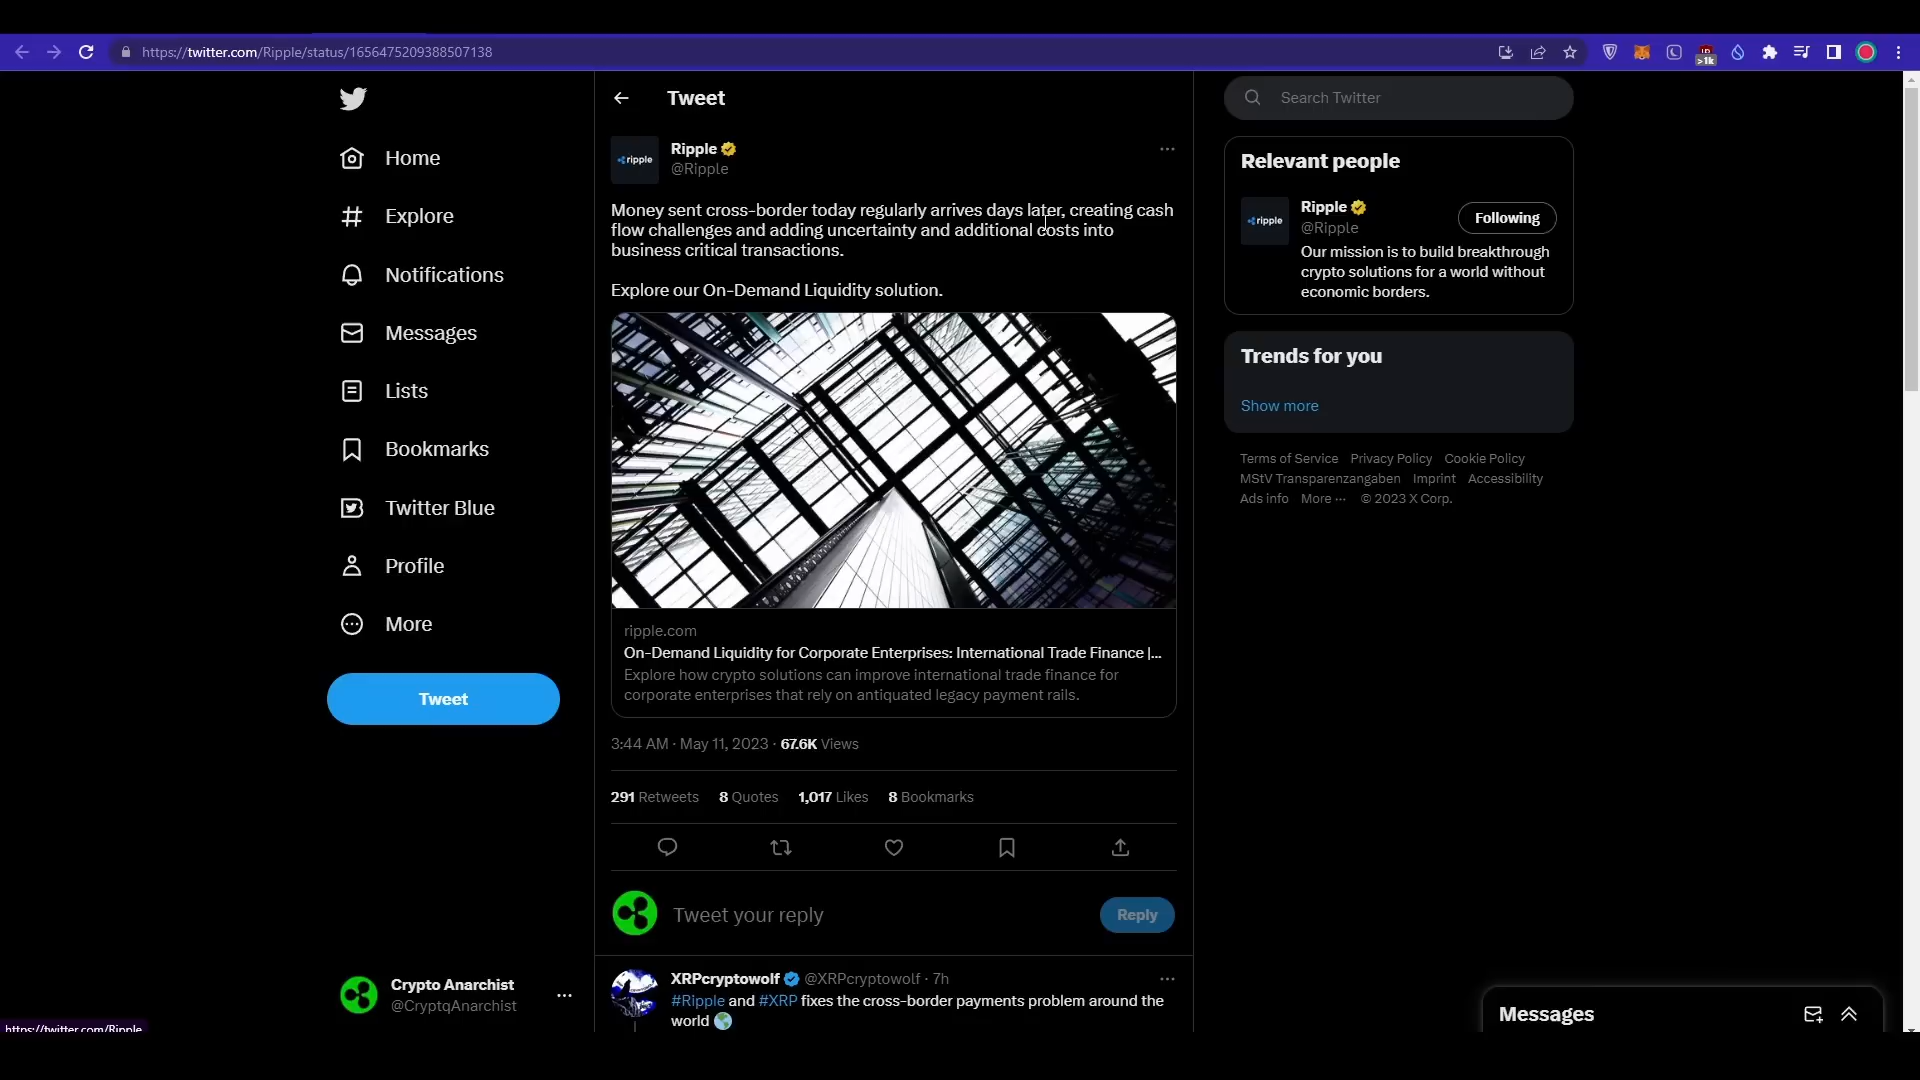 https://twitter.com/Ripple/status/1656475209388507138
>1k
Home
Explore
Notifications
Messages
Lists
Bookmarks
Twitter Blue
Profile
More
Tweet
Crypto Anarchist
@CryptqAnarchist
https://twitter.com/Ripple
Tweet
ripple
Ripple
@Ripple
Money sent cross-border today regularly arrives days later, creating cash
flow challenges and adding uncertainty and additional costs into
business critical transactions.
Explore our On-Demand Liquidity solution.
ripple.com
On-Demand Liquidity for Corporate Enterprises: International Trade Finance |...
Explore how crypto solutions can improve international trade finance for
corporate enterprises that rely on antiquated legacy payment rails.
3:44 AM · May 11, 2023 · 67.6K Views
291 Retweets 8 Quotes 1,017 Likes 8 Bookmarks
Tweet your reply
Reply
XRPcryptowolf @XRPcryptowolf · 7h
#Ripple and #XRP fixes the cross-border payments problem around the
world
Search Twitter
Relevant people
ripple
Ripple
@Ripple
Following
Our mission is to build breakthrough
crypto solutions for a world without
economic borders.
Trends for you
Show more
Terms of Service Privacy Policy Cookie Policy
MStV Transparenzangaben Imprint Accessibility
Ads info More ··· © 2023 X Corp.
Messages